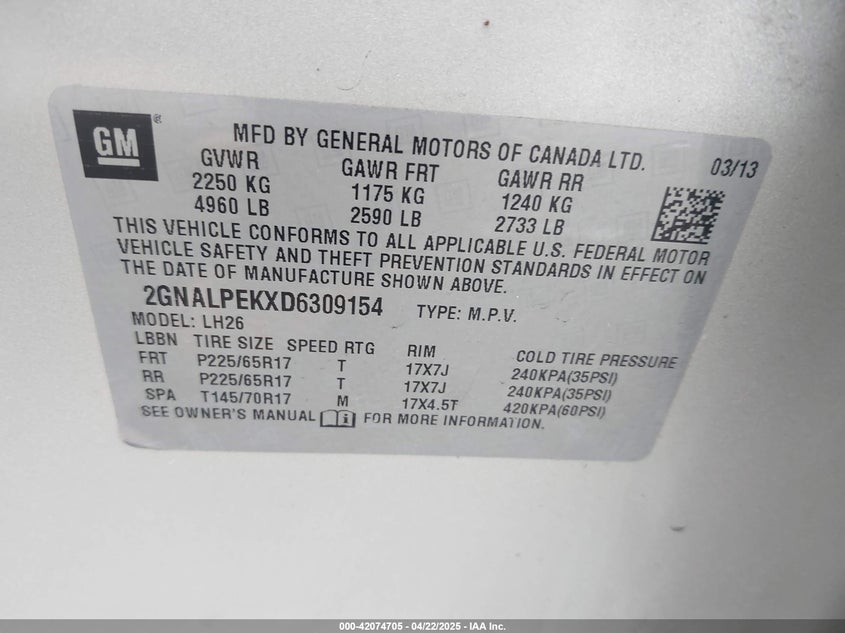 GM ®
MFD BY GENERAL MOTORS OF CANADA LTD. 03/13
GVWR GAWR FRT GAWR RR
2250 KG 1175 KG 1240 KG
4960 LB 2590 LB 2733 LB
THIS VEHICLE CONFORMS TO ALL APPLICABLE U.S. FEDERAL MOTOR
VEHICLE SAFETY AND THEFT PREVENTION STANDARDS IN EFFECT ON
THE DATE OF MANUFACTURE SHOWN ABOVE.
2GNALPEKXD6309154 TYPE: M.P.V.
MODEL: LH26
LBBN TIRE SIZE SPEED RTG RIM COLD TIRE PRESSURE
FRT P225/65R17 T 17X7J 240KPA(35PSI)
RR P225/65R17 T 17X7J 240KPA(35PSI)
SPA T145/70R17 M 17X4.5T 420KPA(60PSI)
SEE OWNER'S MANUAL FOR MORE INFORMATION.
000-42074705 - 04/22/2025 - IAA Inc.